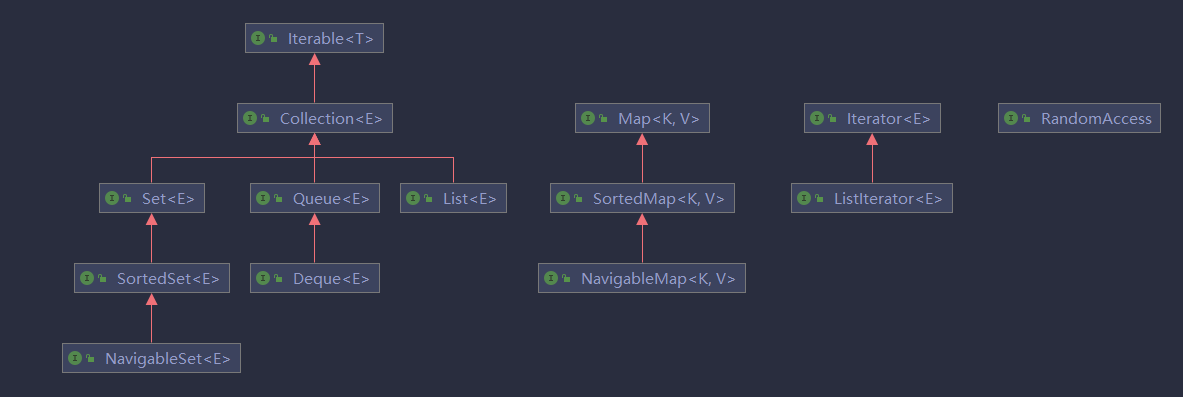 Iterable<T>
Collection<E>
Map<K, V>
Iterator<E>
RandomAccess
Set<E>
Queue<E>
List<E>
SortedMap<K, V>
ListIterator<E>
SortedSet<E>
Deque<E>
NavigableMap<K, V>
NavigableSet<E>